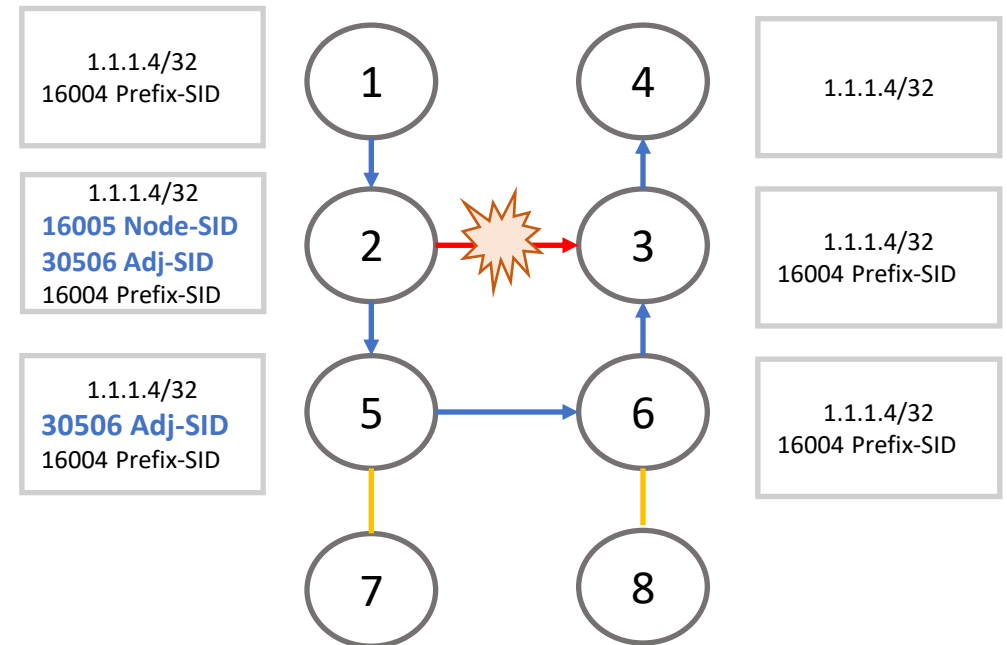 1.1.1.4/32
16004 Prefix-SID
1
4
1.1.1.4/32
1.1.1.4/32
16005 Node-SID
30506 Adj-SID
16004 Prefix-SID
2
3
1.1.1.4/32
16004 Prefix-SID
1.1.1.4/32
30506 Adj-SID
16004 Prefix-SID
5
6
1.1.1.4/32
16004 Prefix-SID
7
8